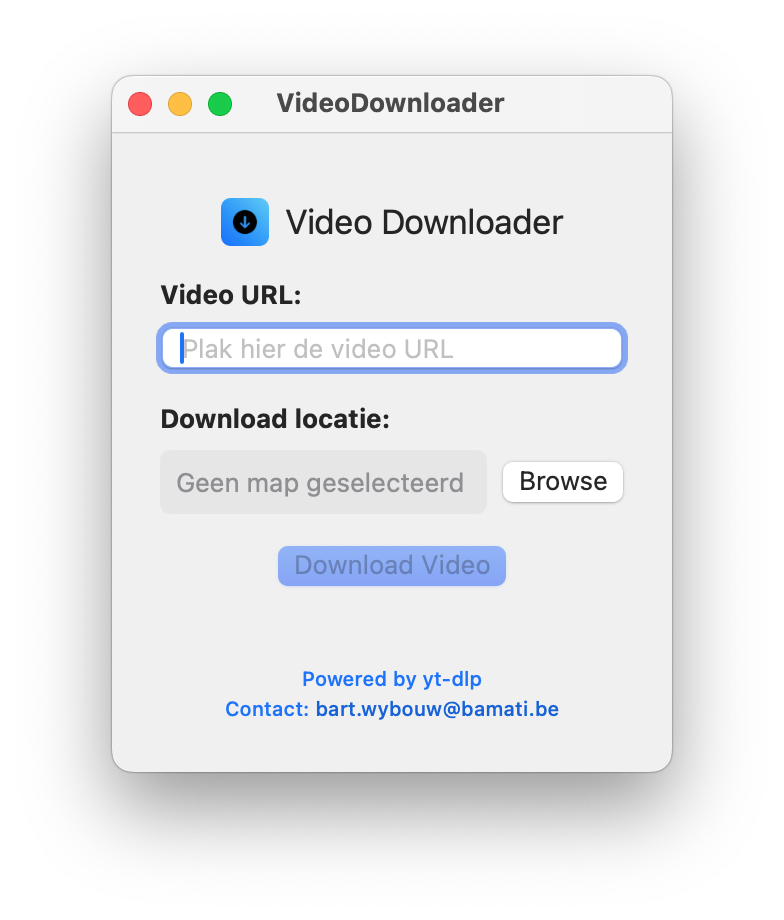 VideoDownloader
Video Downloader
Video URL:
Plak hier de video URL
Download locatie:
Geen map geselecteerd
Browse
Download Video
Powered by yt-dlp
Contact: bart.wybouw@bamati.be